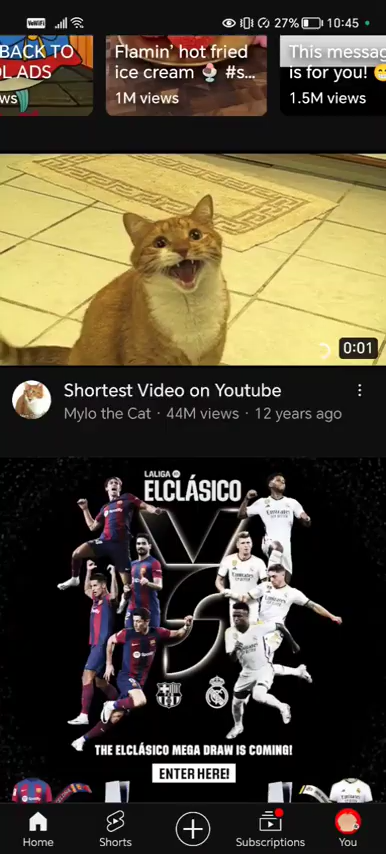 VoWiFi 27% 10:45
BACK TO
L ADS
ws
Flamin' hot fried
ice cream 🍨 #s...
1M views
This messag
is for you! 😁
1.5M views
0:01
Shortest Video on Youtube
Mylo the Cat · 44M views · 12 years ago
LALIGA
ELCLÁSICO
VS
THE ELCLÁSICO MEGA DRAW IS COMING!
ENTER HERE!
Home
Shorts
Subscriptions
You